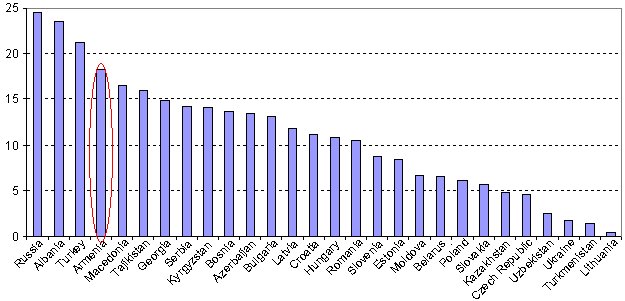 25
20
15
10
5
0
Russia
Albania
Turkey
Armenia
Macedonia
Tajikistan
Georgia
Serbia
Kyrgyzstan
Bosnia
Azerbaijan
Bulgaria
Latvia
Croatia
Hungary
Romania
Slovenia
Estonia
Moldova
Belarus
Poland
Slovakia
Kazakhstan
Czech Republic
Uzbekistan
Ukraine
Turkmenistan
Lithuania